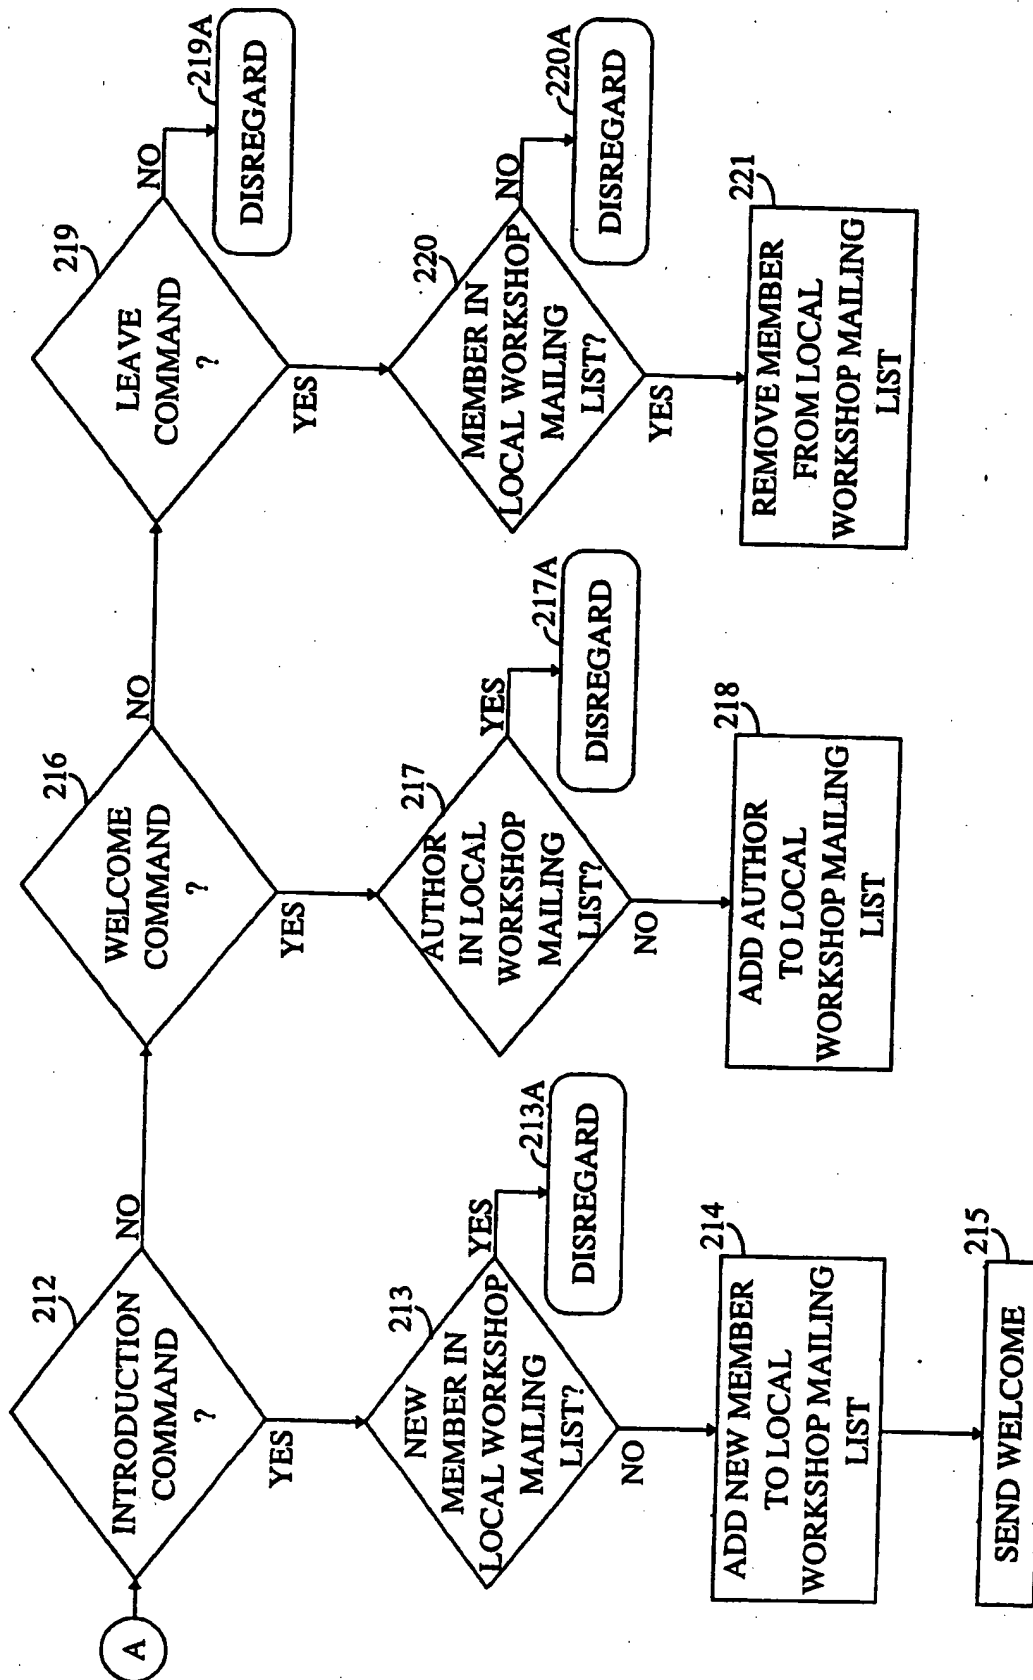 A
212
INTRODUCTION
COMMAND
?
NO
YES
213
NEW
MEMBER IN
LOCAL WORKSHOP
MAILING
LIST?
YES
213A
DISREGARD
NO
214
ADD NEW MEMBER
TO LOCAL
WORKSHOP MAILING
LIST
215
SEND WELCOME
216
WELCOME
COMMAND
?
NO
YES
217
AUTHOR
IN LOCAL
WORKSHOP
MAILING
LIST?
YES
217A
DISREGARD
NO
218
ADD AUTHOR
TO LOCAL
WORKSHOP MAILING
LIST
219
LEAVE
COMMAND
?
NO
219A
DISREGARD
YES
220
MEMBER IN
LOCAL WORKSHOP
MAILING
LIST?
NO
220A
DISREGARD
YES
221
REMOVE MEMBER
FROM LOCAL
WORKSHOP MAILING
LIST